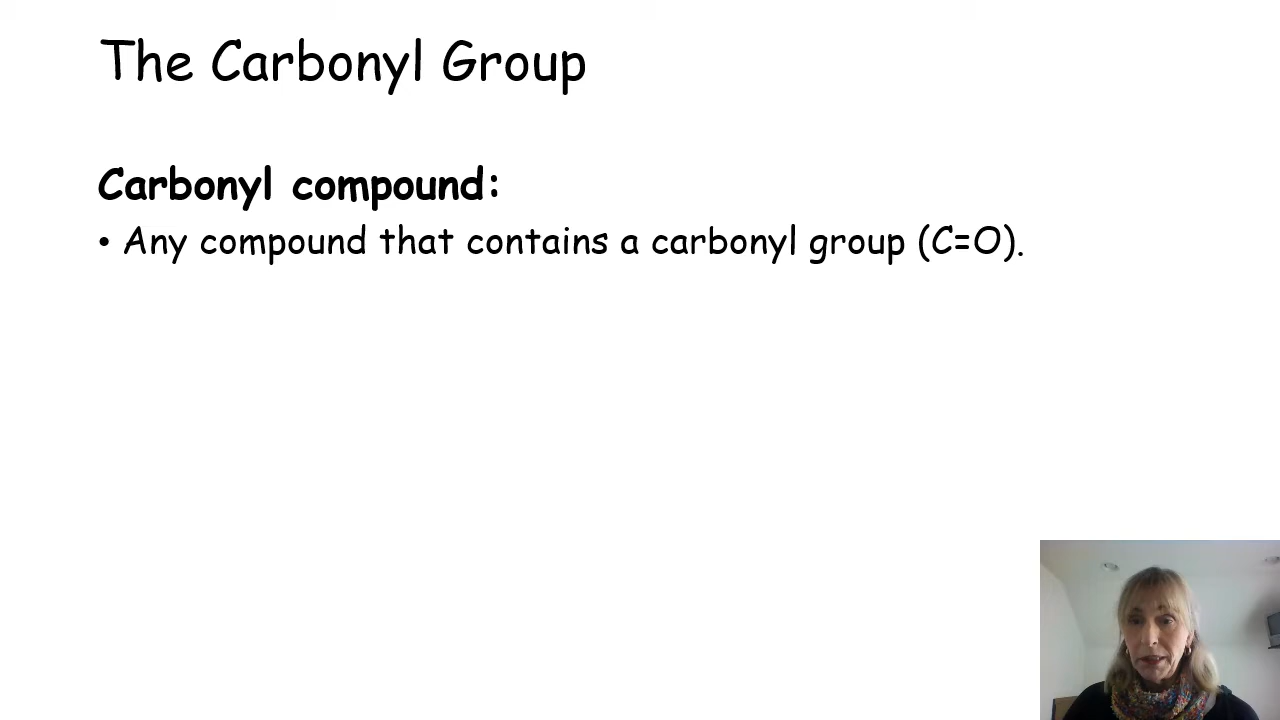 The Carbonyl Group
Carbonyl compound:
• Any compound that contains a carbonyl group (C=O).